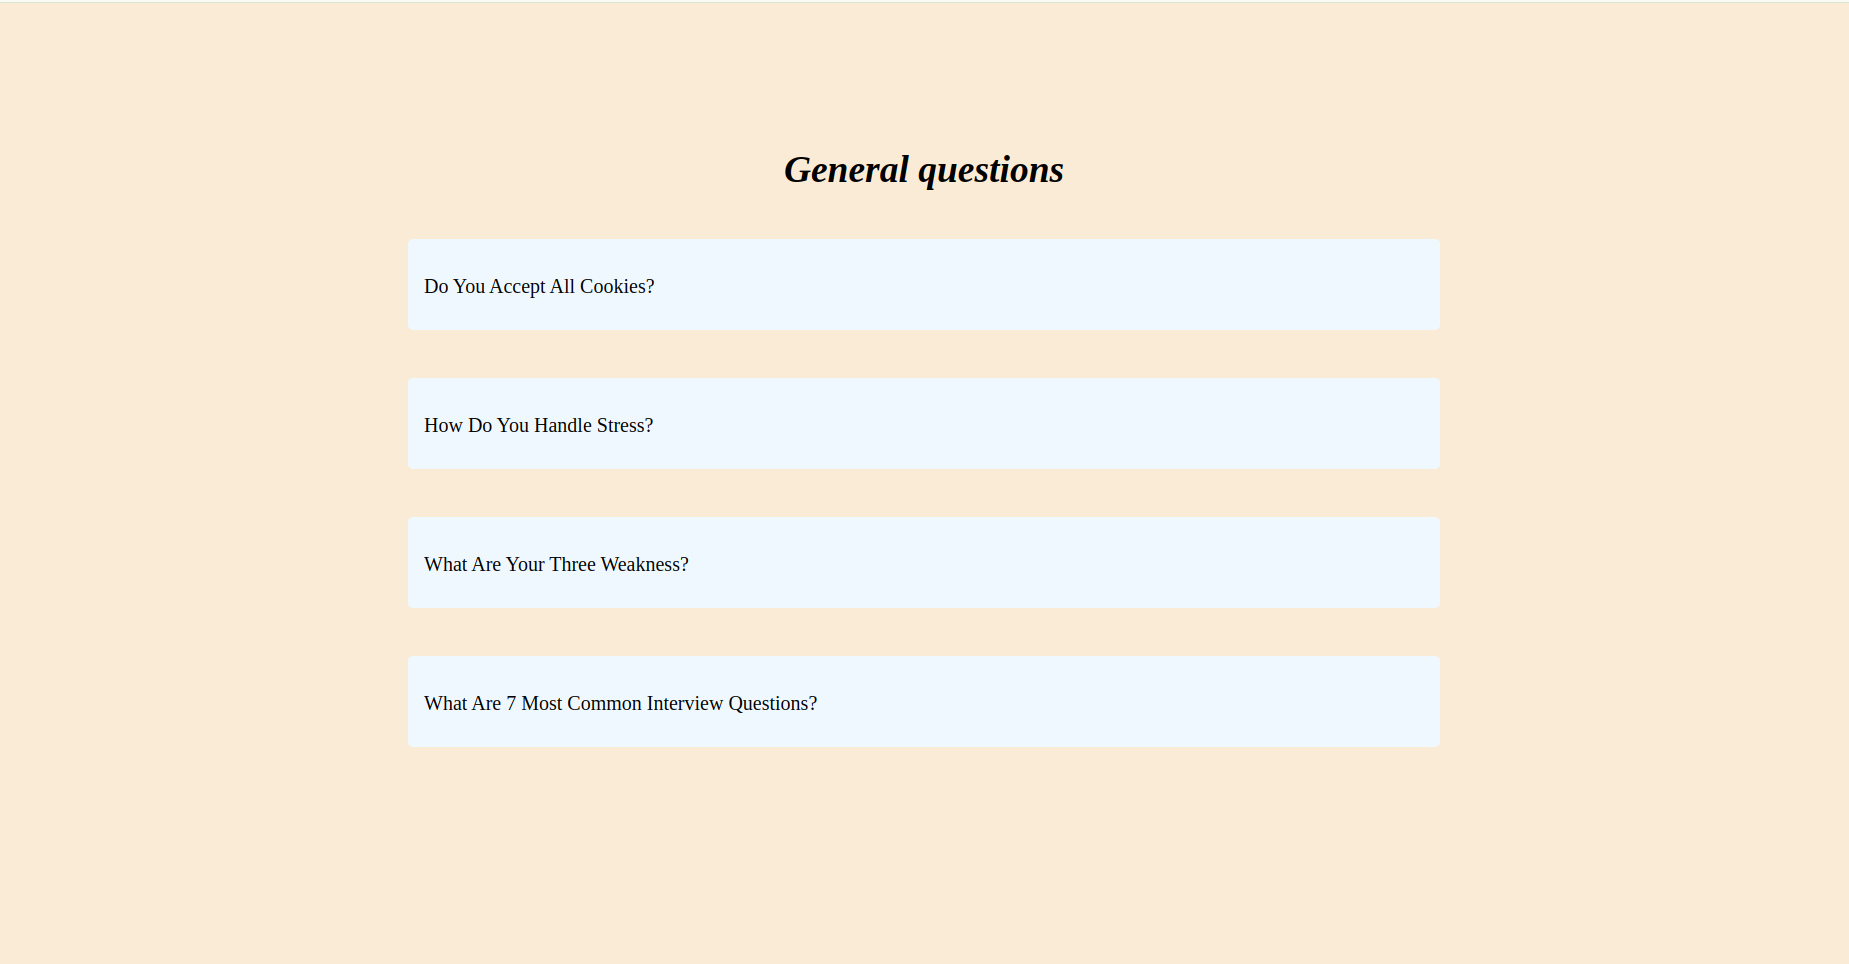 General questions
Do You Accept All Cookies?
How Do You Handle Stress?
What Are Your Three Weakness?
What Are 7 Most Common Interview Questions?